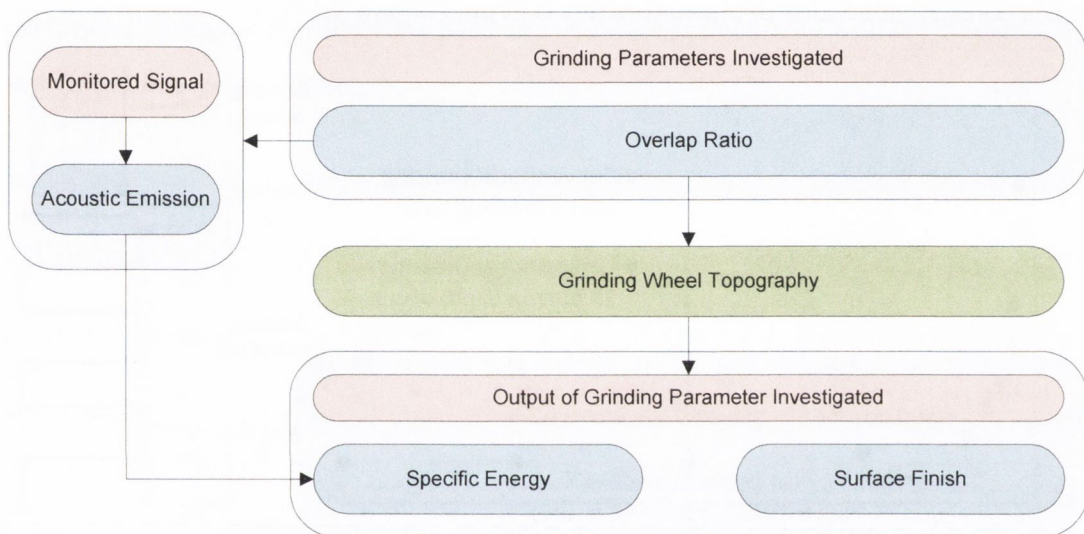 Monitored Signal
Acoustic Emission
Grinding Parameters Investigated
Overlap Ratio
Grinding Wheel Topography
Output of Grinding Parameter Investigated
Specific Energy
Surface Finish